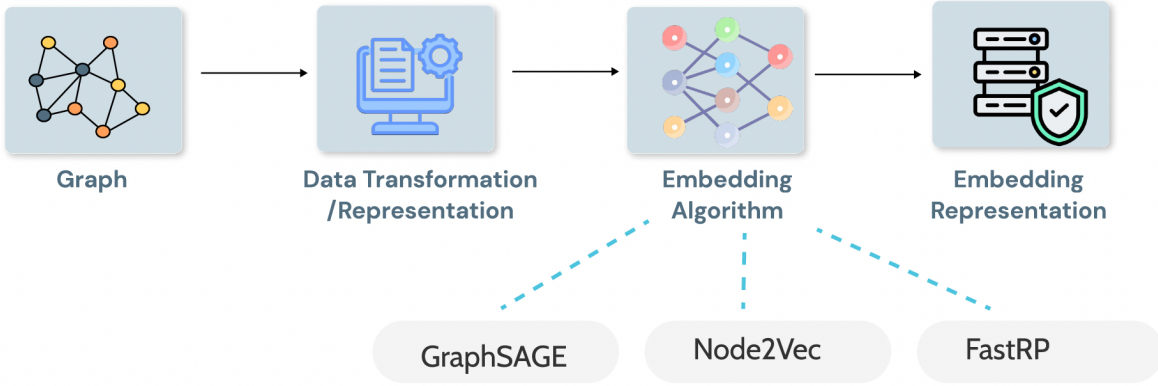 Graph
Data Transformation
/Representation
Embedding
Algorithm
Embedding
Representation
GraphSAGE
Node2Vec
FastRP